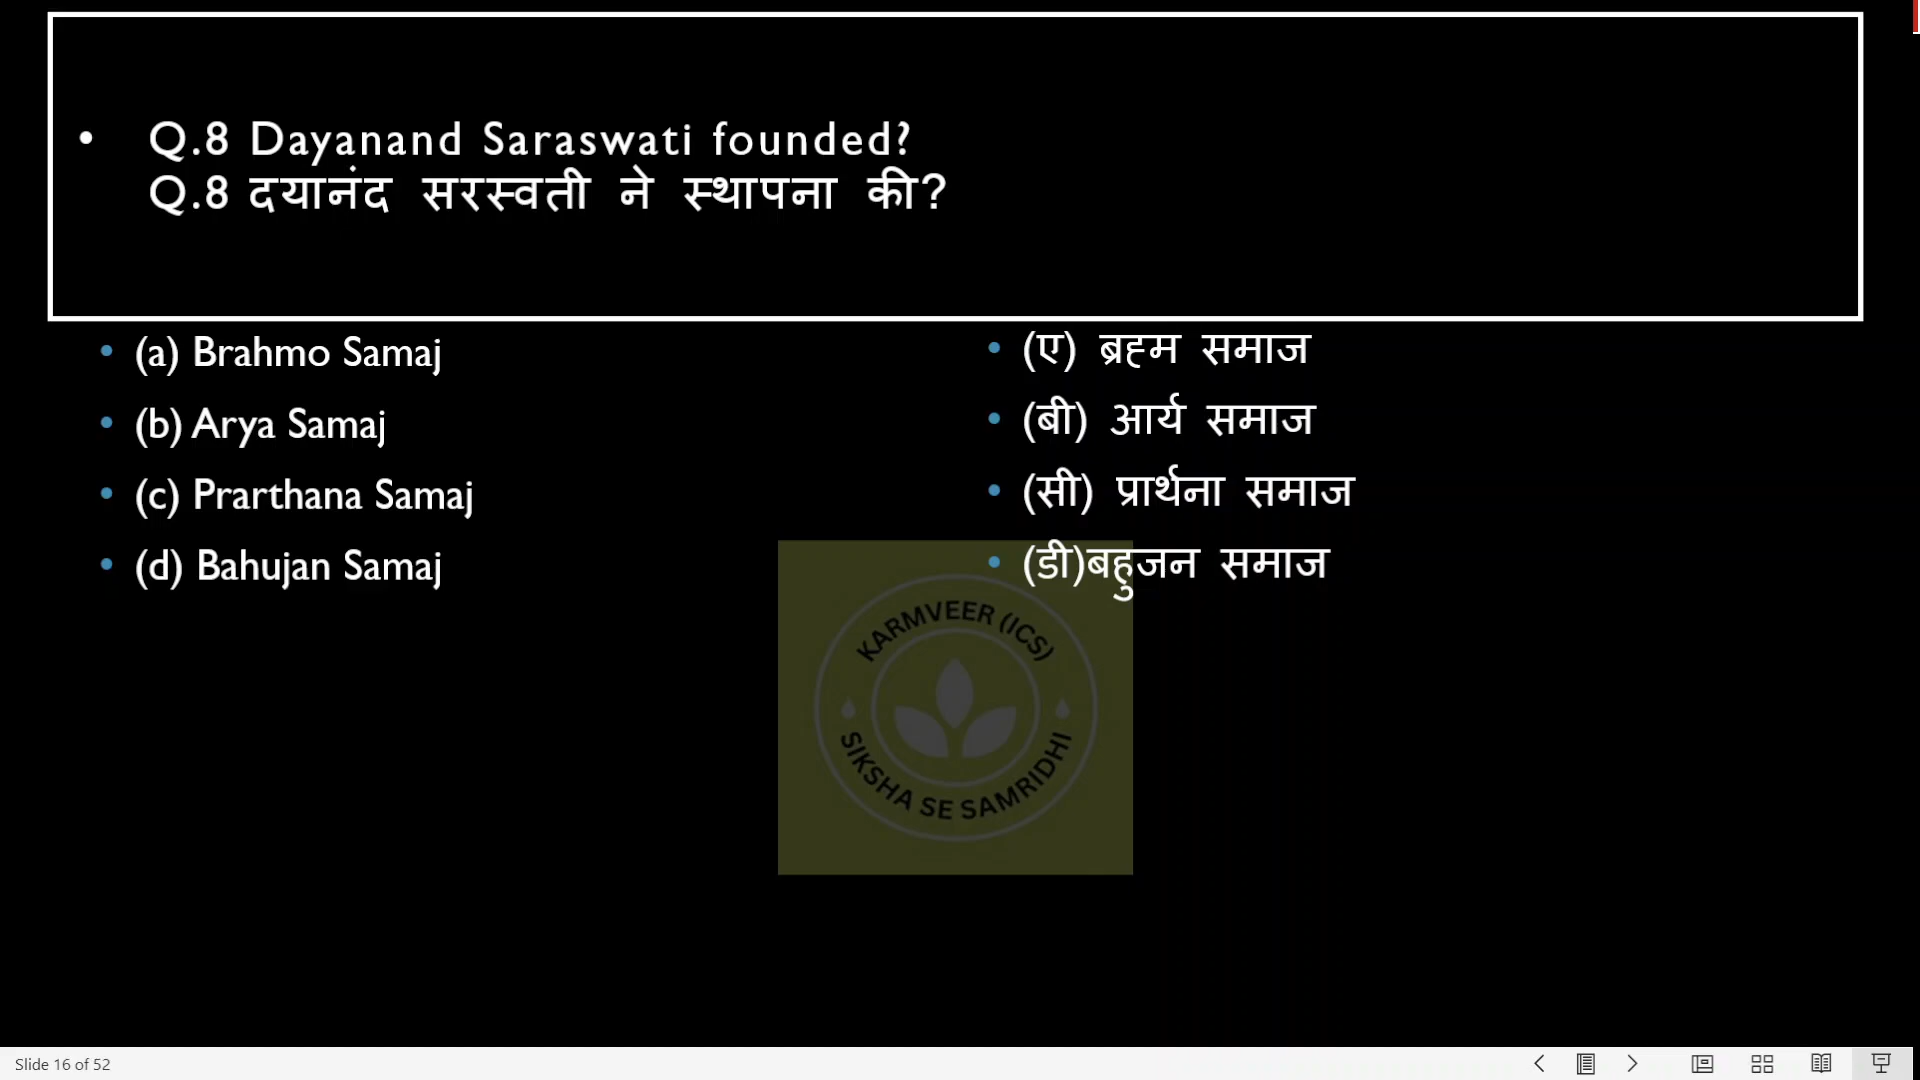 • Q.8 Dayanand Saraswati founded?
Q.8 दयानंद सरस्वती ने स्थापना की?
• (a) Brahmo Samaj
• (b) Arya Samaj
• (c) Prarthana Samaj
• (d) Bahujan Samaj
• (ए) ब्रह्म समाज
• (बी) आर्य समाज
• (सी) प्रार्थना समाज
• (डी)बहुजन समाज
KARMVEER (ICS)
SIKSHA SE SAMRIDHI
Slide 16 of 52